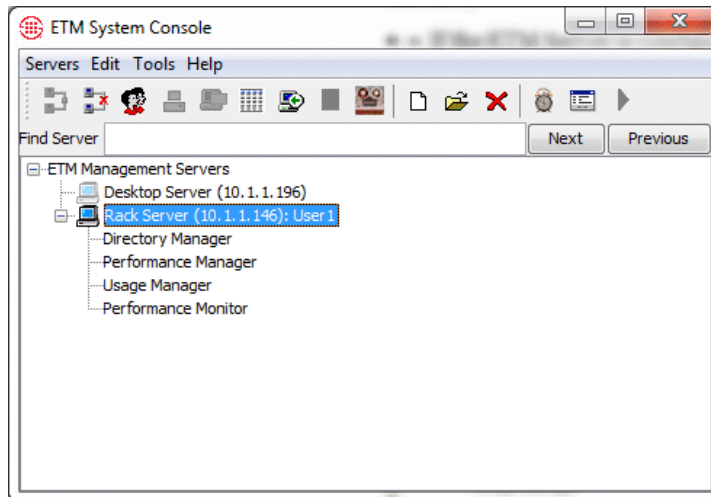 ETM System Console
Servers Edit Tools Help
Find Server
Next
Previous
ETM Management Servers
Desktop Server (10.1.1.196)
Rack Server (10.1.1.146): User1
Directory Manager
Performance Manager
Usage Manager
Performance Monitor